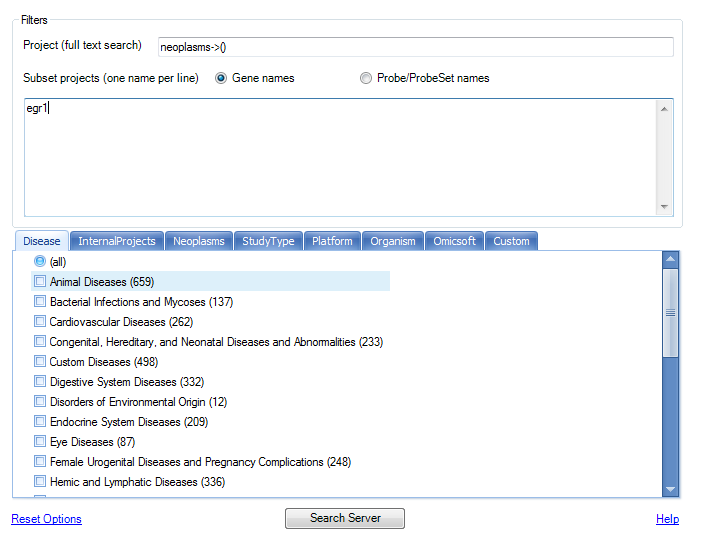 Filters
Project (full text search) neoplasms->()
Subset projects (one name per line) Gene names Probe/ProbeSet names
egr1
Disease InternalProjects Neoplasms StudyType Platform Organism Omicsoft Custom
(all)
Animal Diseases (659)
Bacterial Infections and Mycoses (137)
Cardiovascular Diseases (262)
Congenital, Hereditary, and Neonatal Diseases and Abnormalities (233)
Custom Diseases (498)
Digestive System Diseases (332)
Disorders of Environmental Origin (12)
Endocrine System Diseases (209)
Eye Diseases (87)
Female Urogenital Diseases and Pregnancy Complications (248)
Hemic and Lymphatic Diseases (336)
Reset Options Search Server Help